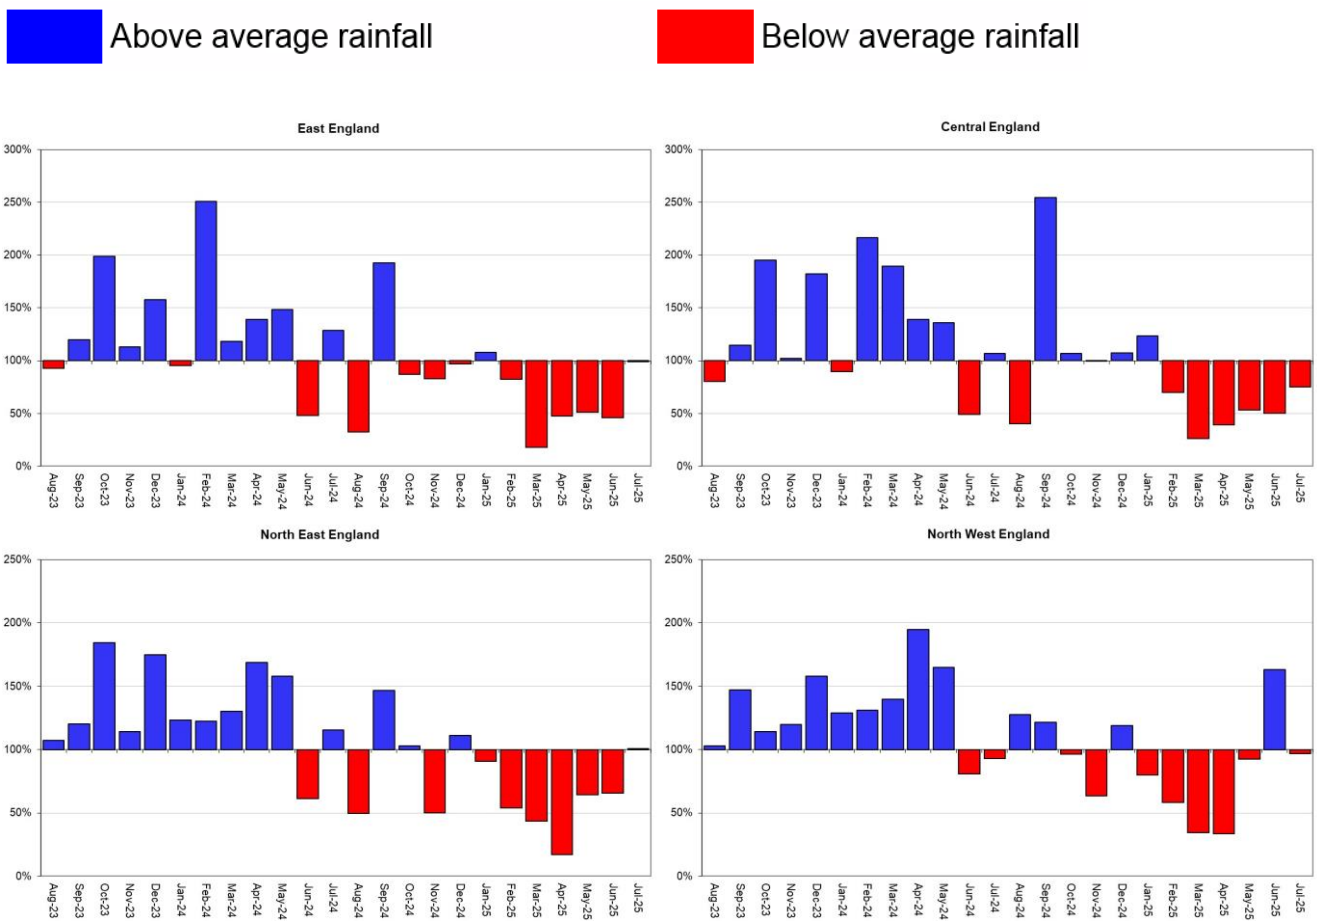 Above average rainfall
Below average rainfall
East England
300%
250%
200%
150%
100%
50%
0%
Aug-23
Sep-23
Oct-23
Nov-23
Dec-23
Jan-24
Feb-24
Mar-24
Apr-24
May-24
Jun-24
Jul-24
Aug-24
Sep-24
Oct-24
Nov-24
Dec-24
Jan-25
Feb-25
Mar-25
Apr-25
May-25
Jun-25
Jul-25
Central England
300%
250%
200%
150%
100%
50%
0%
Aug-23
Sep-23
Oct-23
Nov-23
Dec-23
Jan-24
Feb-24
Mar-24
Apr-24
May-24
Jun-24
Jul-24
Aug-24
Sep-24
Oct-24
Nov-24
Dec-24
Jan-25
Feb-25
Mar-25
Apr-25
May-25
Jun-25
Jul-25
North East England
250%
200%
150%
100%
50%
0%
Aug-23
Sep-23
Oct-23
Nov-23
Dec-23
Jan-24
Feb-24
Mar-24
Apr-24
May-24
Jun-24
Jul-24
Aug-24
Sep-24
Oct-24
Nov-24
Dec-24
Jan-25
Feb-25
Mar-25
Apr-25
May-25
Jun-25
Jul-25
North West England
250%
200%
150%
100%
50%
0%
Aug-23
Sep-23
Oct-23
Nov-23
Dec-23
Jan-24
Feb-24
Mar-24
Apr-24
May-24
Jun-24
Jul-24
Aug-24
Sep-24
Oct-24
Nov-24
Dec-24
Jan-25
Feb-25
Mar-25
Apr-25
May-25
Jun-25
Jul-25